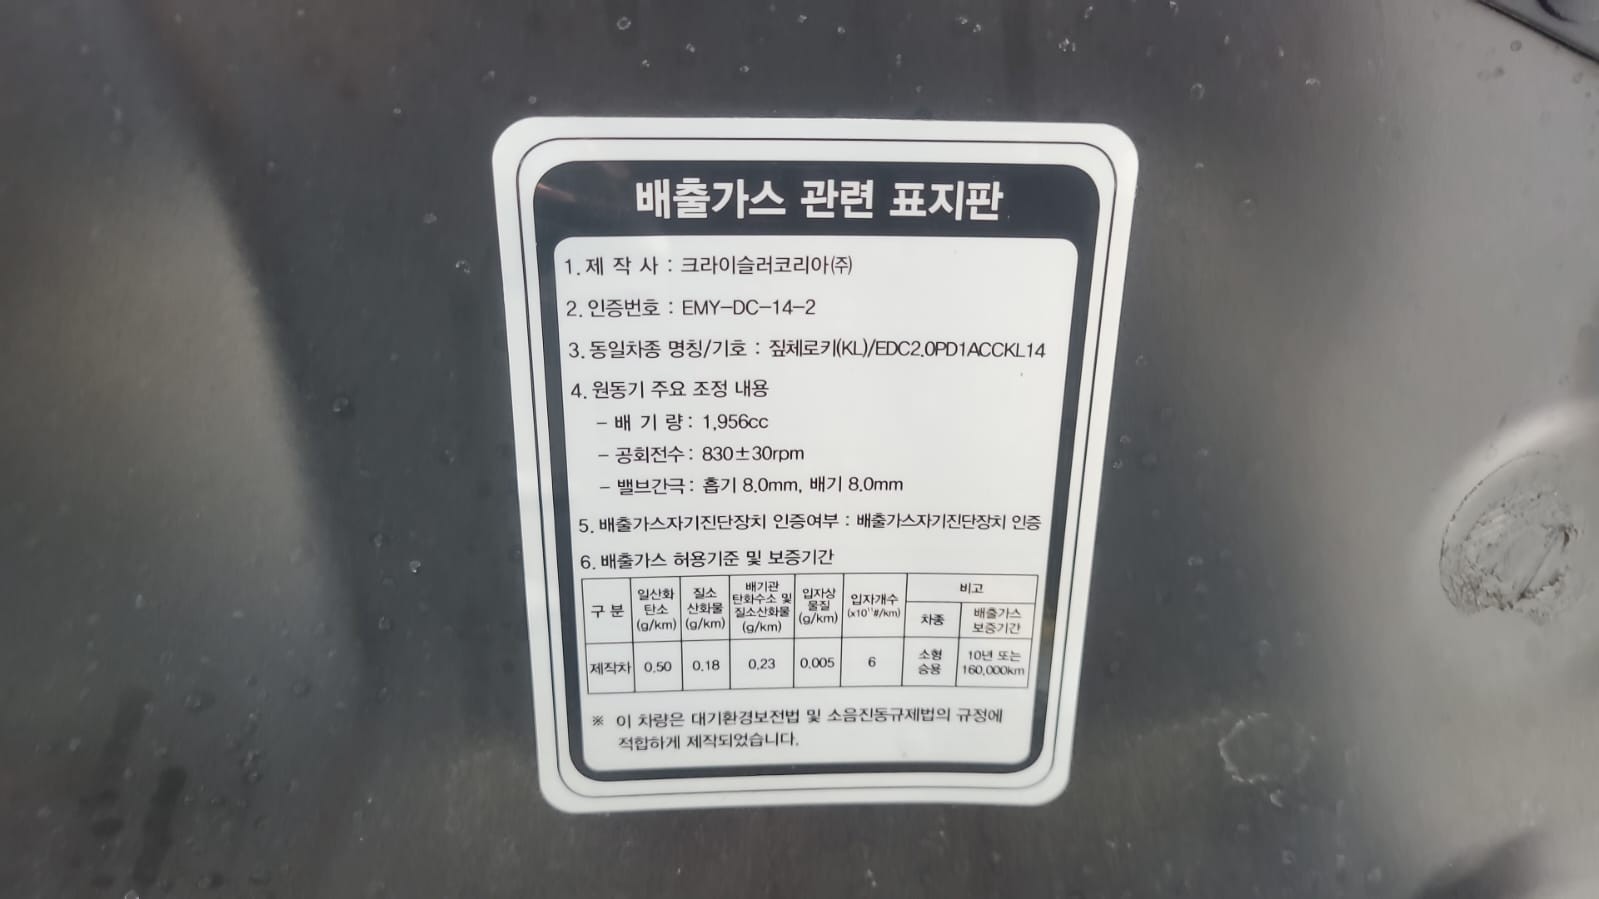 배출가스 관련 표지판
1. 제 작 사 : 크라이슬러코리아(주)
2. 인증번호 : EMY-DC-14-2
3. 동일차종 명칭/기호 : 짚체로키(KL)/EDC2.0PD1ACCKL14
4. 원동기 주요 조정 내용
- 배 기 량 : 1,956cc
- 공회전수 : 830±30rpm
- 밸브간극 : 흡기 8.0mm, 배기 8.0mm
5. 배출가스자기진단장치 인증여부 : 배출가스자기진단장치 인증
6. 배출가스 허용기준 및 보증기간
구 분 일산화탄소 (g/km) 질소산화물 (g/km) 배기관 탄화수소 및 질소산화물 (g/km) 입자상물질 (g/km) 입자개수 (x10¹¹#/km) 비고
차종 배출가스 보증기간
제작차 0.50 0.18 0.23 0.005 6 소형승용 10년 또는 160,000km
※ 이 차량은 대기환경보전법 및 소음진동규제법의 규정에
적합하게 제작되었습니다.